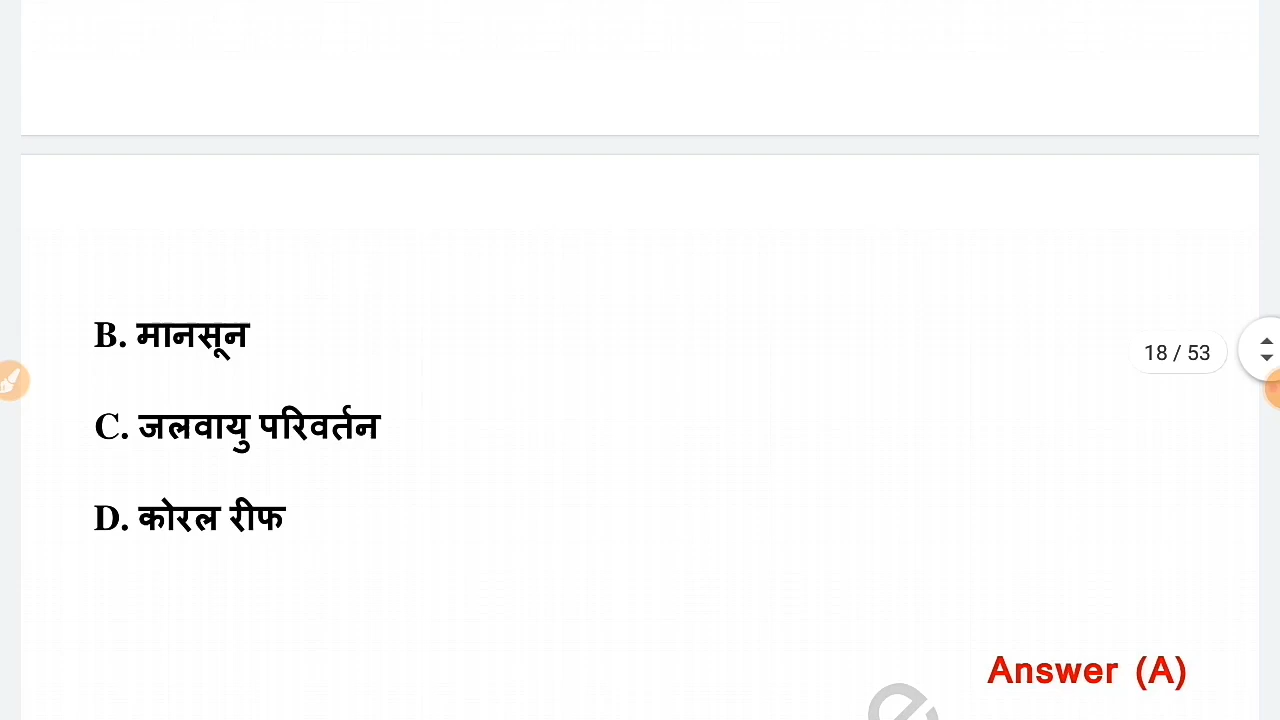 B. मानसून
18 / 53
C. जलवायु परिवर्तन
D. कोरल रीफ
Answer (A)